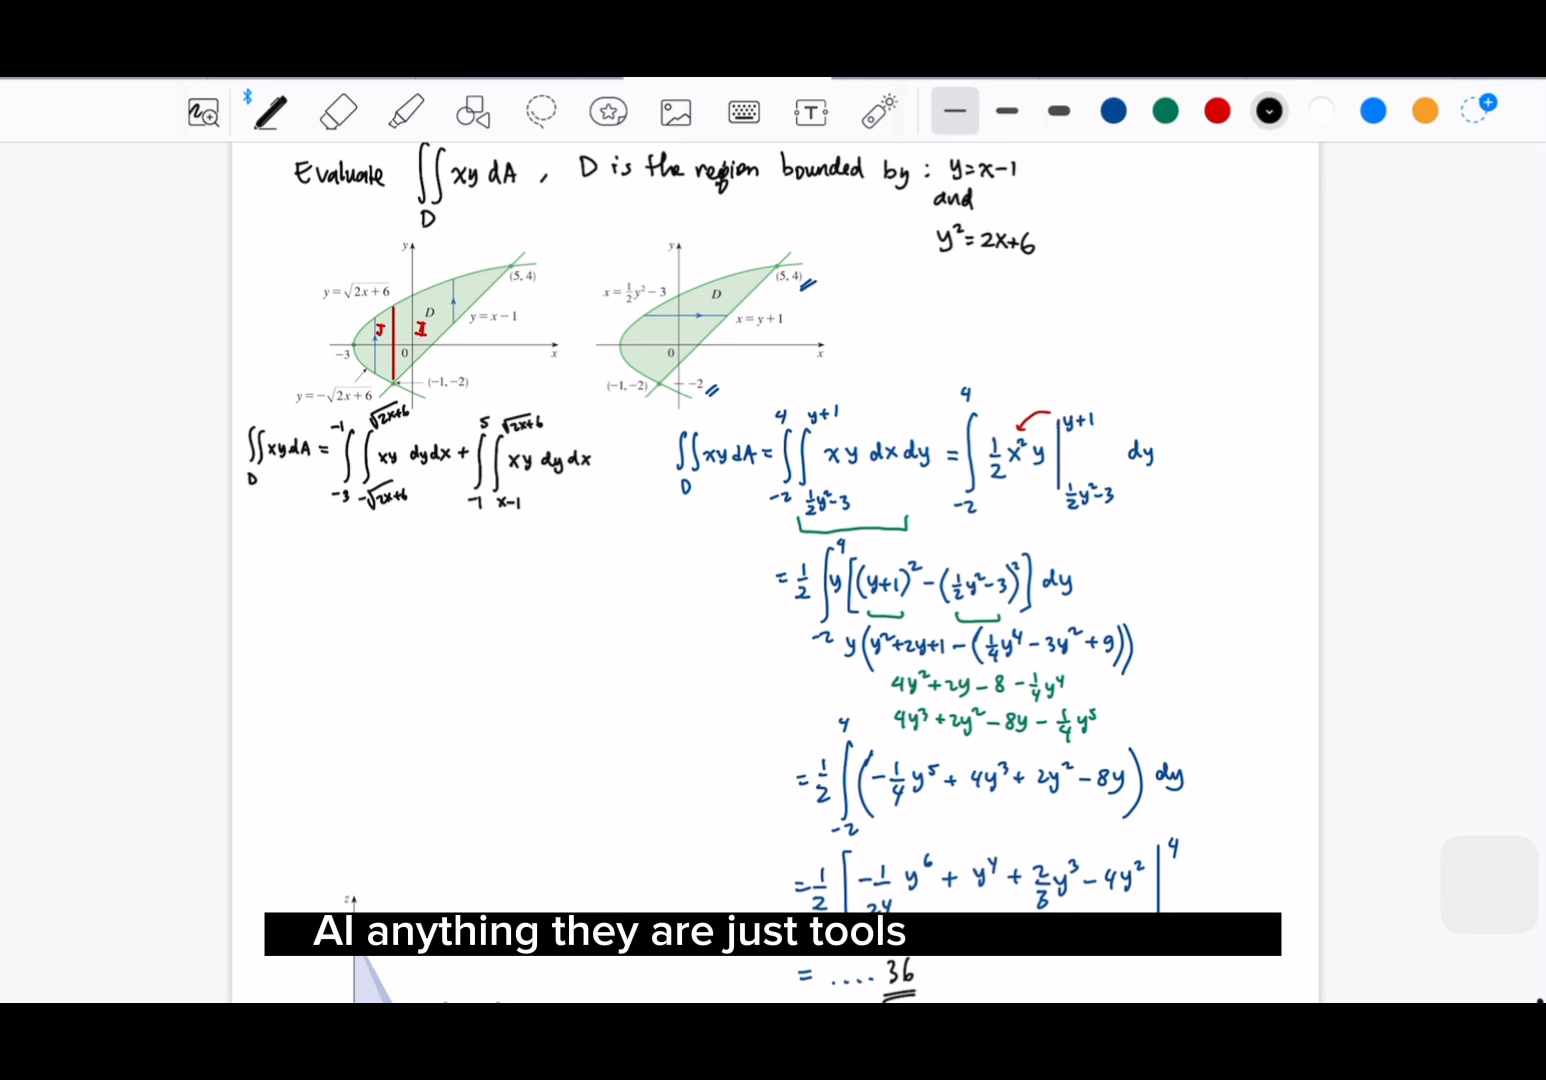 Evaluate ∬_D xy dA , D is the region bounded by : y=x-1
and
y²=2x+6
y
(5, 4)
y=√2x+6
D
J
I
y=x-1
-3
0
x
(-1,-2)
y=-√2x+6
y
(5, 4)
x=½y²-3
D
x=y+1
0
x
(-1,-2)
-2
∬_D xy dA = ∫_{-3}^{-1} ∫_{-√2x+6}^{√2x+6} xy dy dx + ∫_{-1}^{5} ∫_{x-1}^{√2x+6} xy dy dx
∬_D xy dA = ∫_{-2}^{4} ∫_{½y²-3}^{y+1} xy dx dy = ∫_{-2}^{4} ½x²y |_{½y²-3}^{y+1} dy
= ½ ∫_{-2}^{4} y[(y+1)² - (½y²-3)²] dy
y(y²+2y+1 - (¼y⁴ - 3y² + 9))
4y² + 2y - 8 - ¼y⁴
4y³ + 2y² - 8y - ¼y⁵
= ½ ∫_{-2}^{4} (-¼y⁵ + 4y³ + 2y² - 8y) dy
= ½ [-1/24 y⁶ + y⁴ + ⅔y³ - 4y² |^4
AI anything they are just tools
z
= .... 36